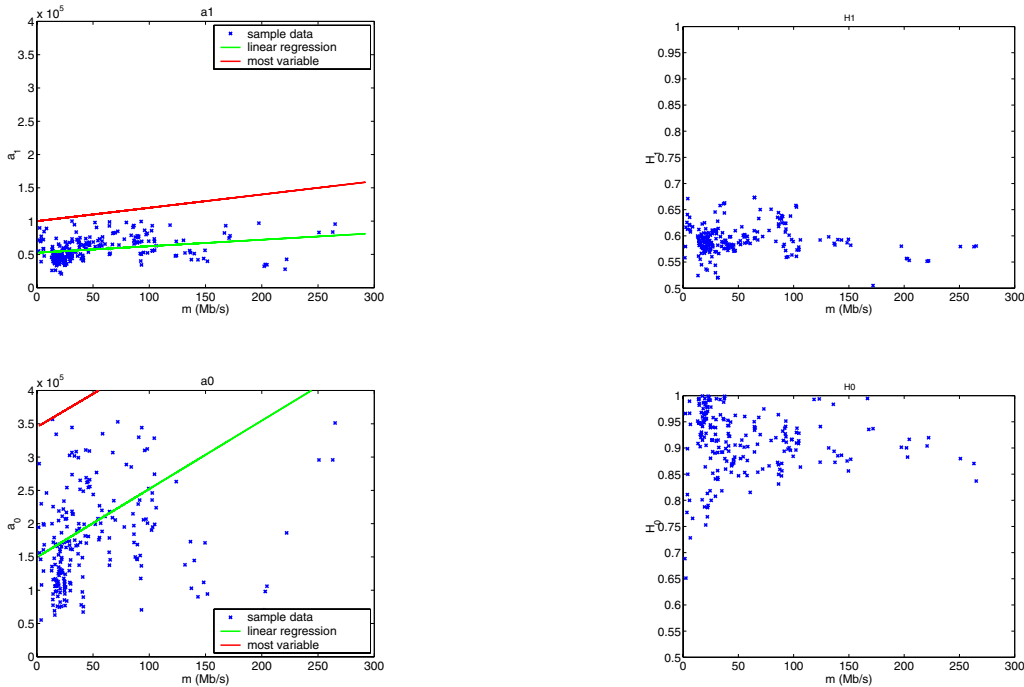 x 10^5
a1
4
3.5
3
2.5
2
1.5
1
0.5
0
a_1
sample data
linear regression
most variable
0 50 100 150 200 250 300
m (Mb/s)
H1
1
0.95
0.9
0.85
0.8
0.75
0.7
0.65
0.6
0.55
0.5
H_1
0 50 100 150 200 250 300
m (Mb/s)
x 10^5
a0
4
3.5
3
2.5
2
1.5
1
0.5
0
a_0
sample data
linear regression
most variable
0 50 100 150 200 250 300
m (Mb/s)
H0
1
0.95
0.9
0.85
0.8
0.75
0.7
0.65
0.6
0.55
0.5
H_0
0 50 100 150 200 250 300
m (Mb/s)